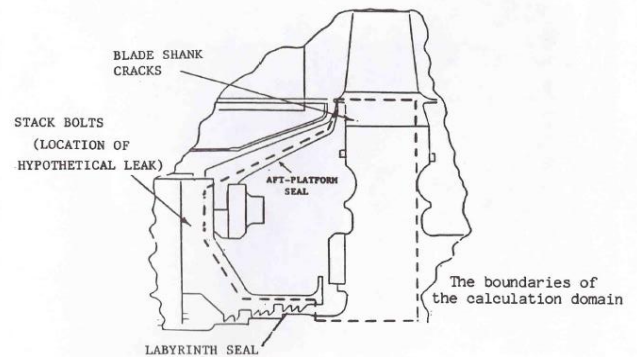 BLADE SHANK
CRACKS
STACK BOLTS
(LOCATION OF
HYPOTHETICAL LEAK)
AFT-PLATFORM
SEAL
The boundaries of
the calculation domain
LABYRINTH SEAL